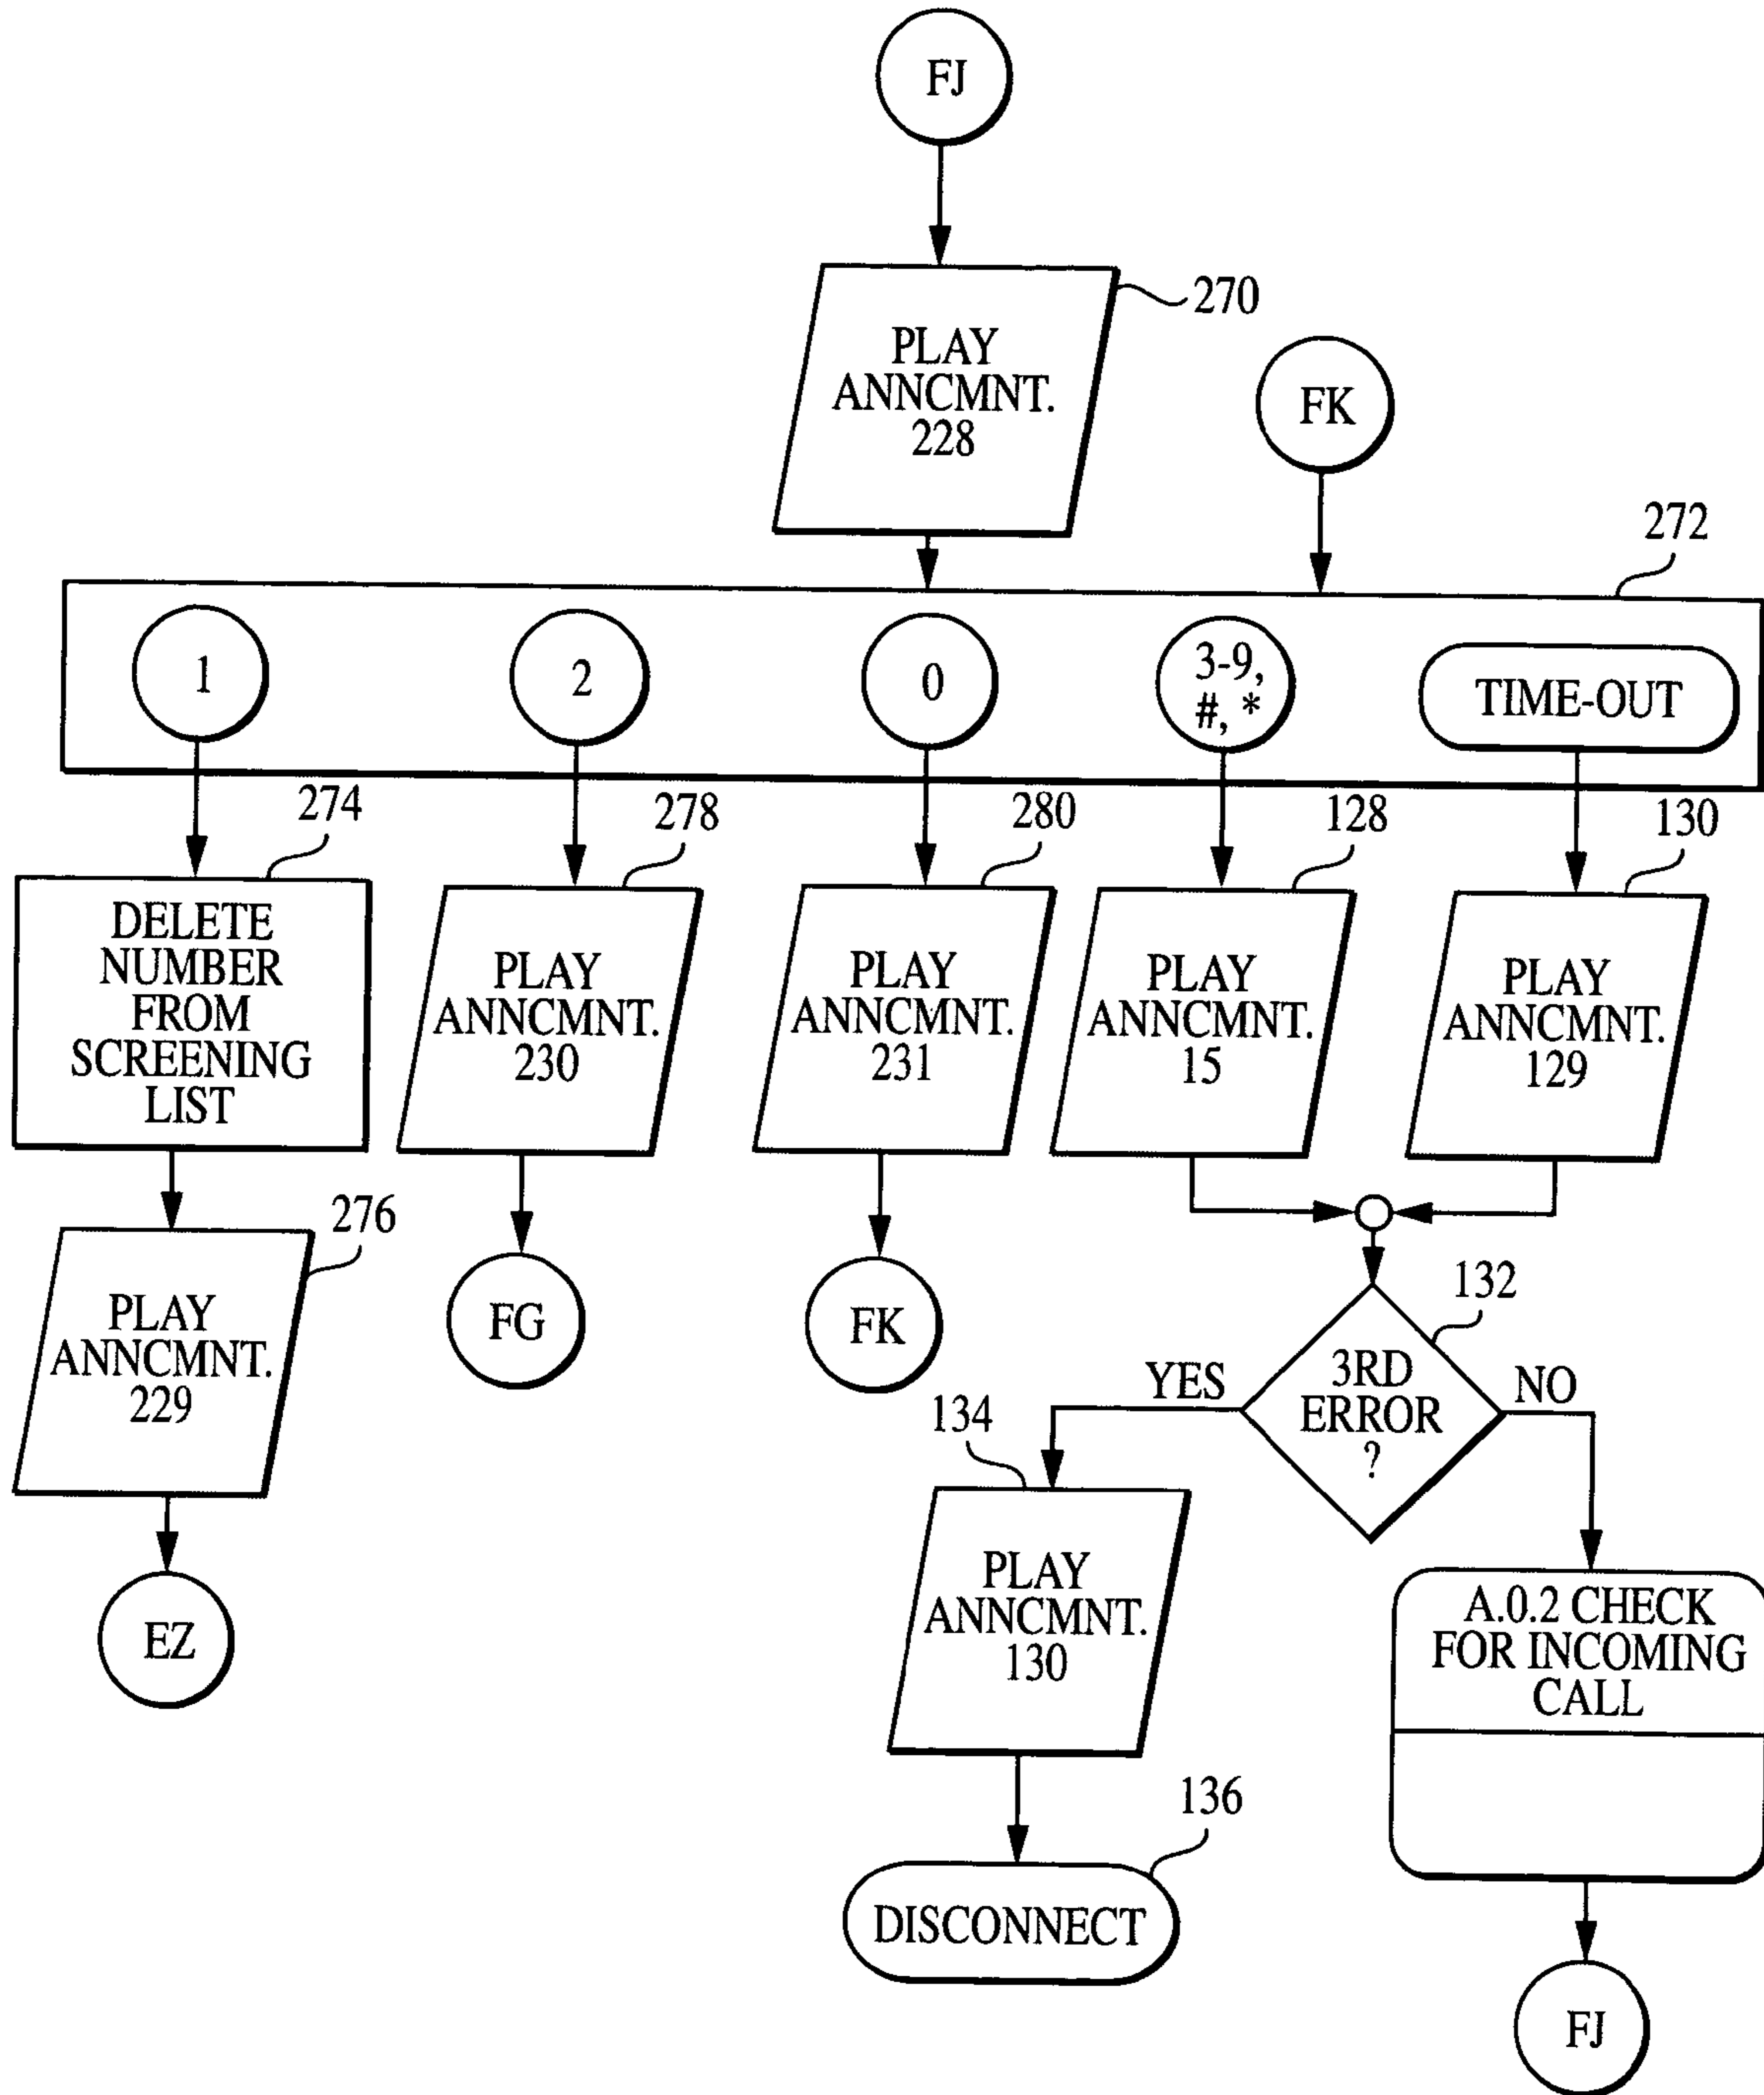 FJ
270
PLAY
ANNCMNT.
228
FK
272
1
2
0
3-9,
#, *
TIME-OUT
274
278
280
128
130
DELETE
NUMBER
FROM
SCREENING
LIST
PLAY
ANNCMNT.
230
PLAY
ANNCMNT.
231
PLAY
ANNCMNT.
15
PLAY
ANNCMNT.
129
276
PLAY
ANNCMNT.
229
FG
FK
132
3RD
ERROR
?
YES
NO
134
PLAY
ANNCMNT.
130
A.0.2 CHECK
FOR INCOMING
CALL
EZ
136
DISCONNECT
FJ